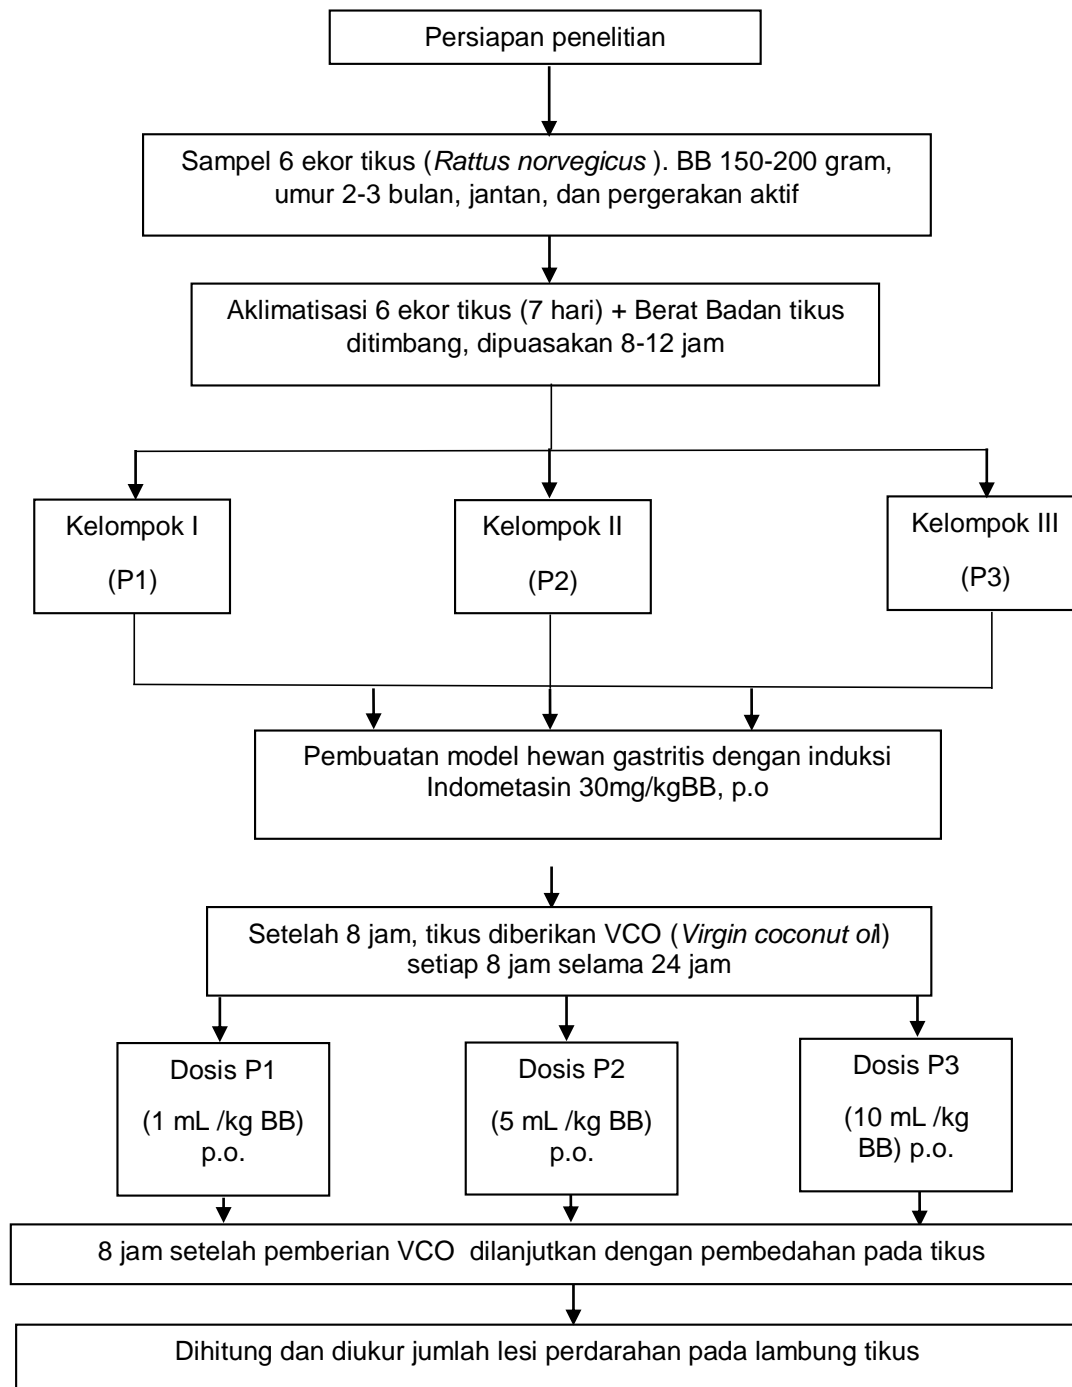 Persiapan penelitian
Sampel 6 ekor tikus (Rattus norvegicus ). BB 150-200 gram,
umur 2-3 bulan, jantan, dan pergerakan aktif
Aklimatisasi 6 ekor tikus (7 hari) + Berat Badan tikus
ditimbang, dipuasakan 8-12 jam
Kelompok I
(P1)
Kelompok II
(P2)
Kelompok III
(P3)
Pembuatan model hewan gastritis dengan induksi
Indometasin 30mg/kgBB, p.o
Setelah 8 jam, tikus diberikan VCO (Virgin coconut oil)
setiap 8 jam selama 24 jam
Dosis P1
(1 mL /kg BB)
p.o.
Dosis P2
(5 mL /kg BB)
p.o.
Dosis P3
(10 mL /kg
BB) p.o.
8 jam setelah pemberian VCO dilanjutkan dengan pembedahan pada tikus
Dihitung dan diukur jumlah lesi perdarahan pada lambung tikus